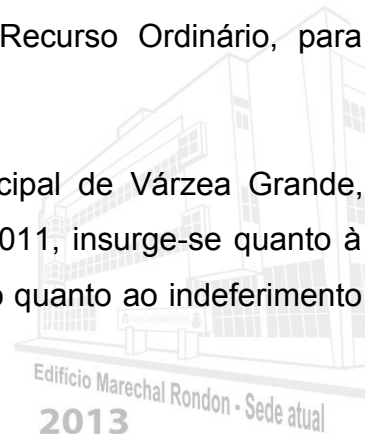 Recurso Ordinário, para
cipal de Várzea Grande,
011, insurge-se quanto à
o quanto ao indeferimento
Edifício Marechal Rondon - Sede atual
2013